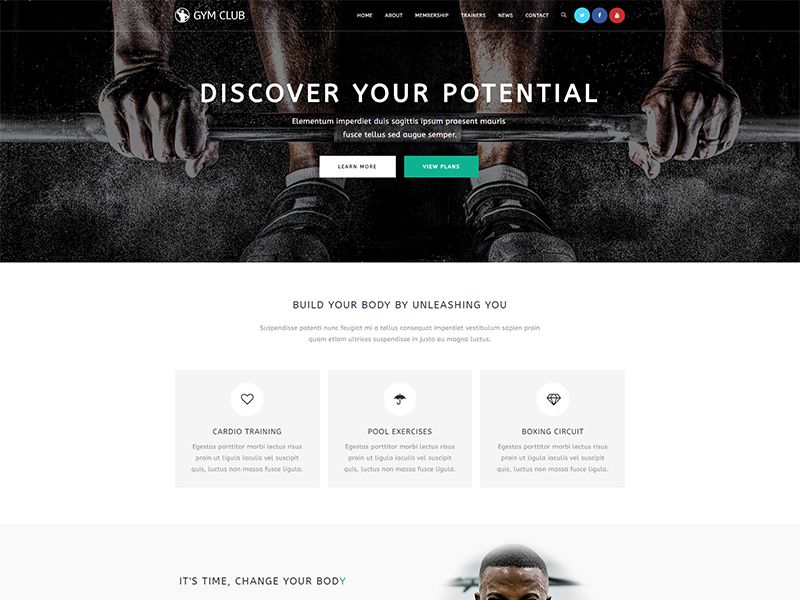 GYM CLUB
HOME ABOUT MEMBERSHIP TRAINERS NEWS CONTACT
DISCOVER YOUR POTENTIAL
Elementum imperdiet duis sagittis ipsum praesent mauris
fusce tellus sed augue semper.
LEARN MORE VIEW PLANS
BUILD YOUR BODY BY UNLEASHING YOU
Suspendisse potenti nunc feugiat mi a tellus consequat imperdiet vestibulum sapien proin
quam etiam ultrices suspendisse in justo eu magna luctus.
CARDIO TRAINING
Egestas porttitor morbi lectus risus
proin ut ligula iaculis vel suscipit
quis, luctus non massa fusce ligula.
POOL EXERCISES
Egestas porttitor morbi lectus risus
proin ut ligula iaculis vel suscipit
quis, luctus non massa fusce ligula.
BOXING CIRCUIT
Egestas porttitor morbi lectus risus
proin ut ligula iaculis vel suscipit
quis, luctus non massa fusce ligula.
IT'S TIME, CHANGE YOUR BODY